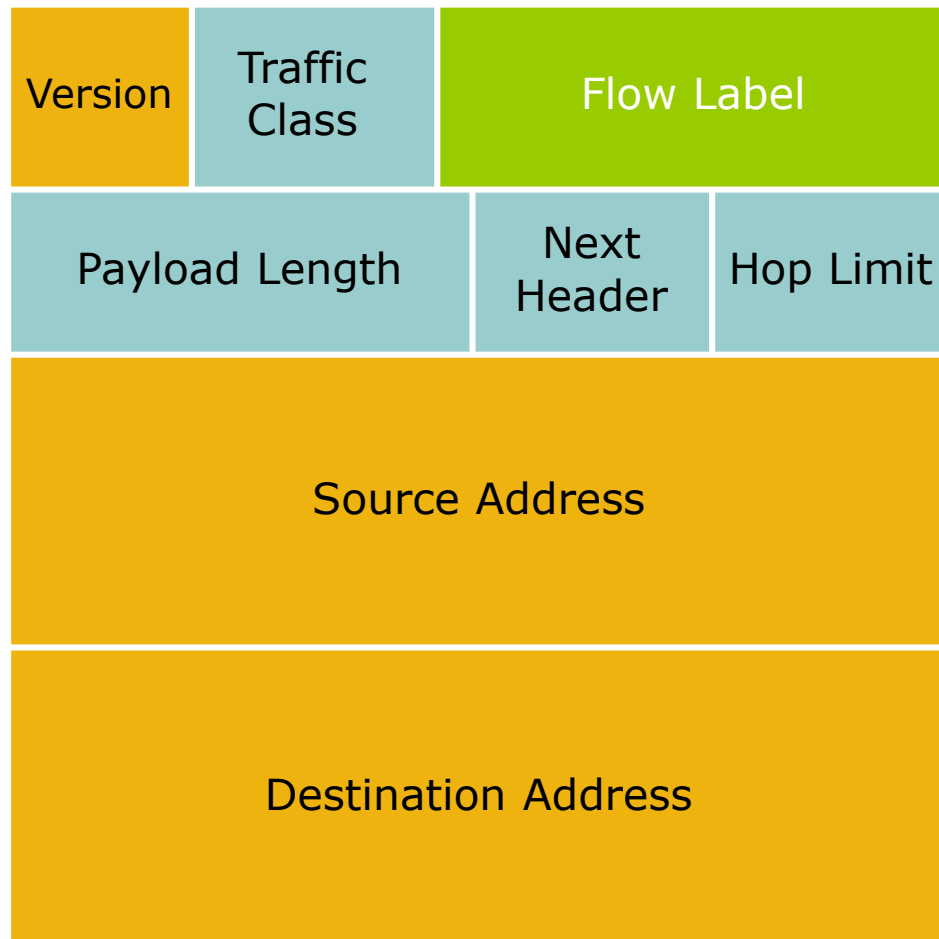 Version
Traffic
Class
Flow Label
Payload Length
Next
Header
Hop Limit
Source Address
Destination Address